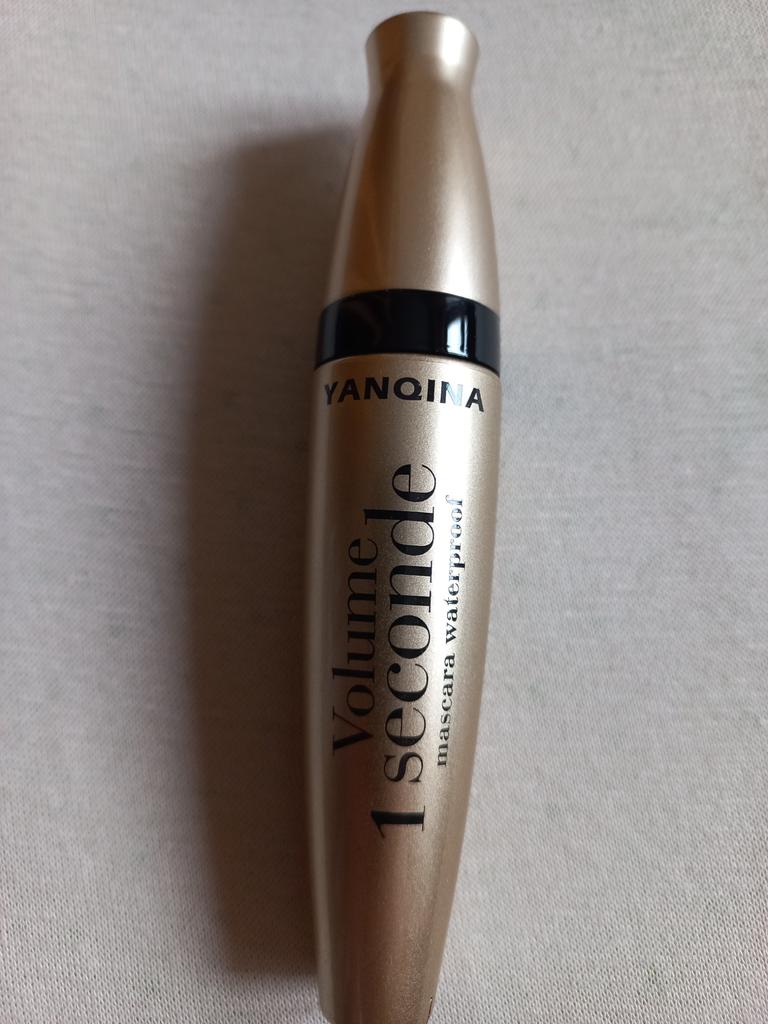 YANQINA
Volume
1 seconde
mascara waterproof